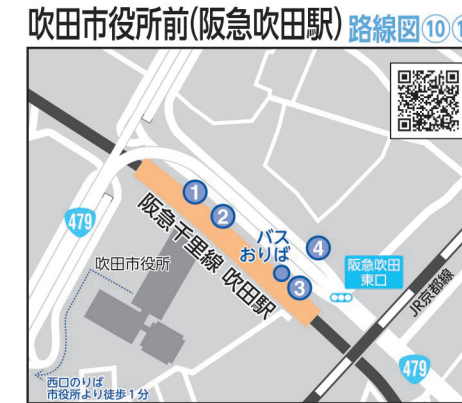 吹田市役所前(阪急吹田駅) 路線図⑩
①
②
バス
おりば
④
③
479
阪急千里線 吹田駅
阪急吹田
東口
吹田市役所
JR京都線
479
西口のりば
市役所より徒歩1分